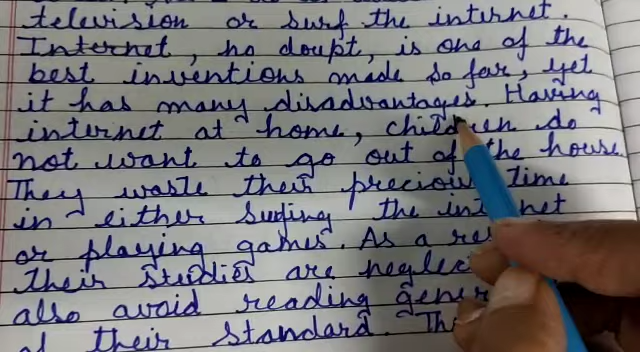 television or surf the internet.
Internet, no doupt, is one of the
best inventions made so far, yet
it has many disadvantages. Having
internet at home, children do
not want to go out of the house.
They waste their precious time
in either surfing the internet
or playing games. As a
their studies are
also avoid reading
of their standard.